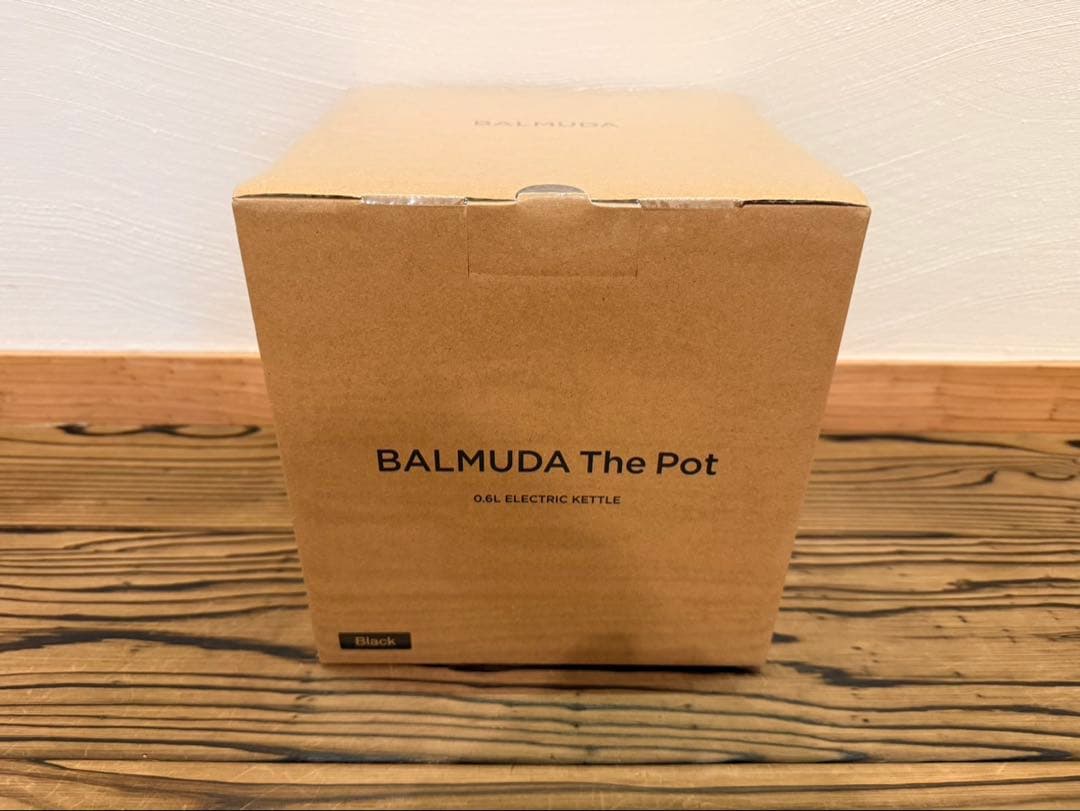 BALMUDA
BALMUDA The Pot
0.6L ELECTRIC KETTLE
Black